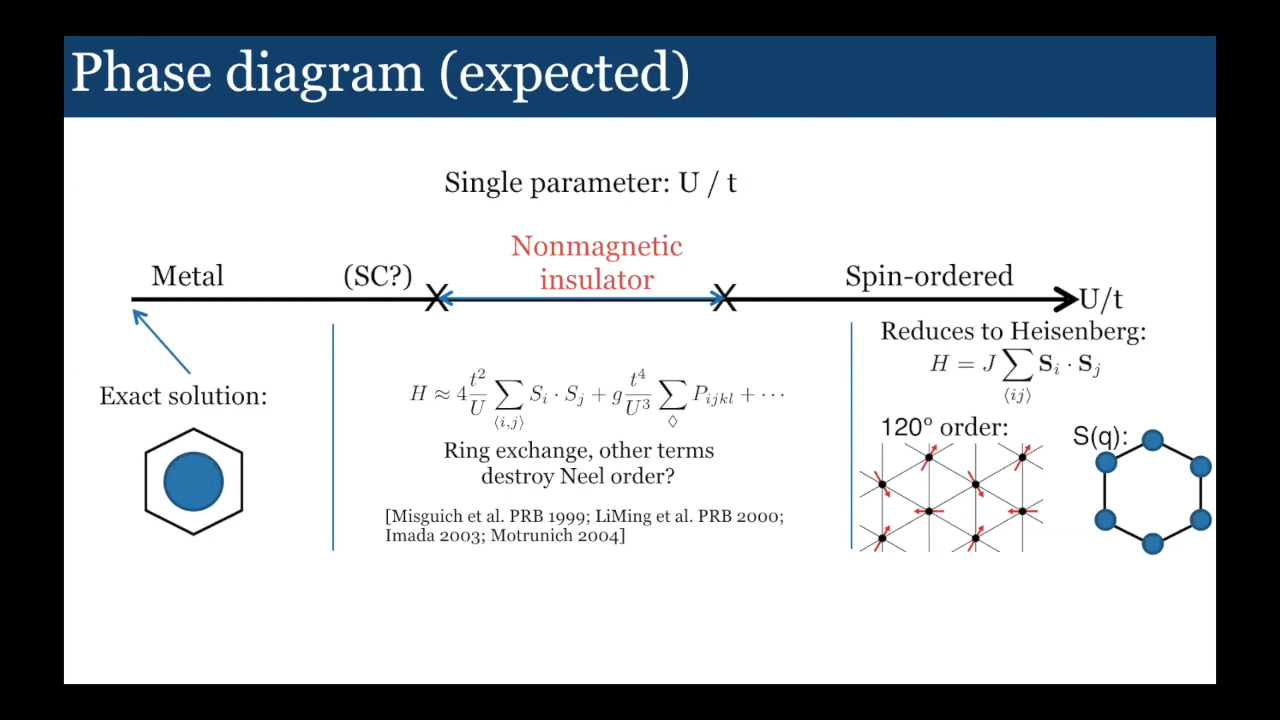 Phase diagram (expected)
Single parameter: U / t
Metal
(SC?)
Nonmagnetic
insulator
Spin-ordered
U/t
Exact solution:
H ≈ 4 t²/U ∑⟨i,j⟩ Sᵢ · Sⱼ + g t⁴/U³ ∑◊ Pᵢⱼₖₗ + ···
Ring exchange, other terms
destroy Neel order?
[Misguich et al. PRB 1999; LiMing et al. PRB 2000;
Imada 2003; Motrunich 2004]
Reduces to Heisenberg:
H = J ∑⟨ij⟩ 𝐒ᵢ · 𝐒ⱼ
120° order:
S(q):